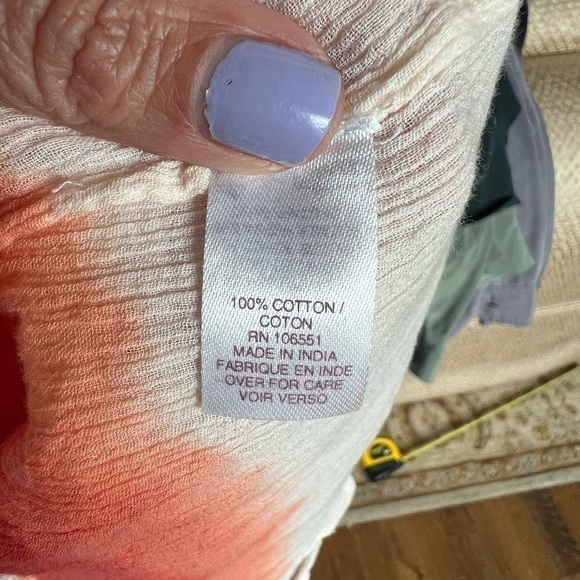 100% COTTON /
COTON
RN 106551
MADE IN INDIA
FABRIQUE EN INDE
OVER FOR CARE
VOIR VERSO